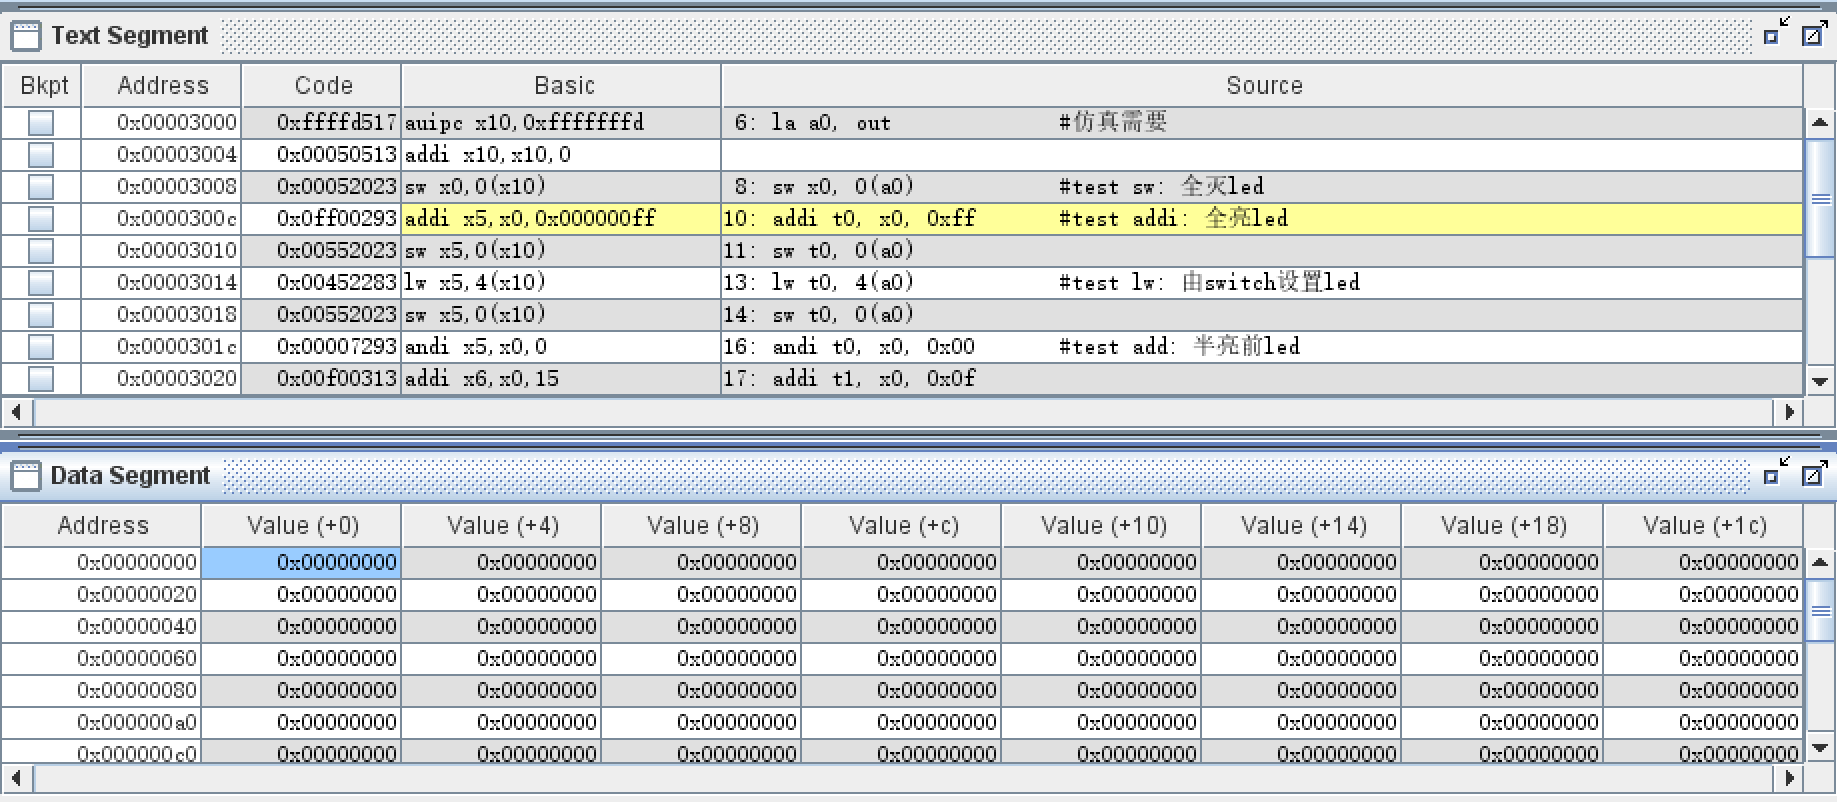 Text Segment
Bkpt Address Code Basic Source
0x00003000 0xffffd517 auipc x10,0xfffffffd 6: la a0, out #仿真需要
0x00003004 0x00050513 addi x10,x10,0
0x00003008 0x00052023 sw x0,0(x10) 8: sw x0, 0(a0) #test sw: 全灭led
0x0000300c 0x0ff00293 addi x5,x0,0x000000ff 10: addi t0, x0, 0xff #test addi: 全亮led
0x00003010 0x00552023 sw x5,0(x10) 11: sw t0, 0(a0)
0x00003014 0x00452283 lw x5,4(x10) 13: lw t0, 4(a0) #test lw: 由switch设置led
0x00003018 0x00552023 sw x5,0(x10) 14: sw t0, 0(a0)
0x0000301c 0x00007293 andi x5,x0,0 16: andi t0, x0, 0x00 #test add: 半亮前led
0x00003020 0x00f00313 addi x6,x0,15 17: addi t1, x0, 0x0f
Data Segment
Address Value (+0) Value (+4) Value (+8) Value (+c) Value (+10) Value (+14) Value (+18) Value (+1c)
0x00000000 0x00000000 0x00000000 0x00000000 0x00000000 0x00000000 0x00000000 0x00000000 0x00000000
0x00000020 0x00000000 0x00000000 0x00000000 0x00000000 0x00000000 0x00000000 0x00000000 0x00000000
0x00000040 0x00000000 0x00000000 0x00000000 0x00000000 0x00000000 0x00000000 0x00000000 0x00000000
0x00000060 0x00000000 0x00000000 0x00000000 0x00000000 0x00000000 0x00000000 0x00000000 0x00000000
0x00000080 0x00000000 0x00000000 0x00000000 0x00000000 0x00000000 0x00000000 0x00000000 0x00000000
0x000000a0 0x00000000 0x00000000 0x00000000 0x00000000 0x00000000 0x00000000 0x00000000 0x00000000
0x000000c0 0x00000000 0x00000000 0x00000000 0x00000000 0x00000000 0x00000000 0x00000000 0x00000000